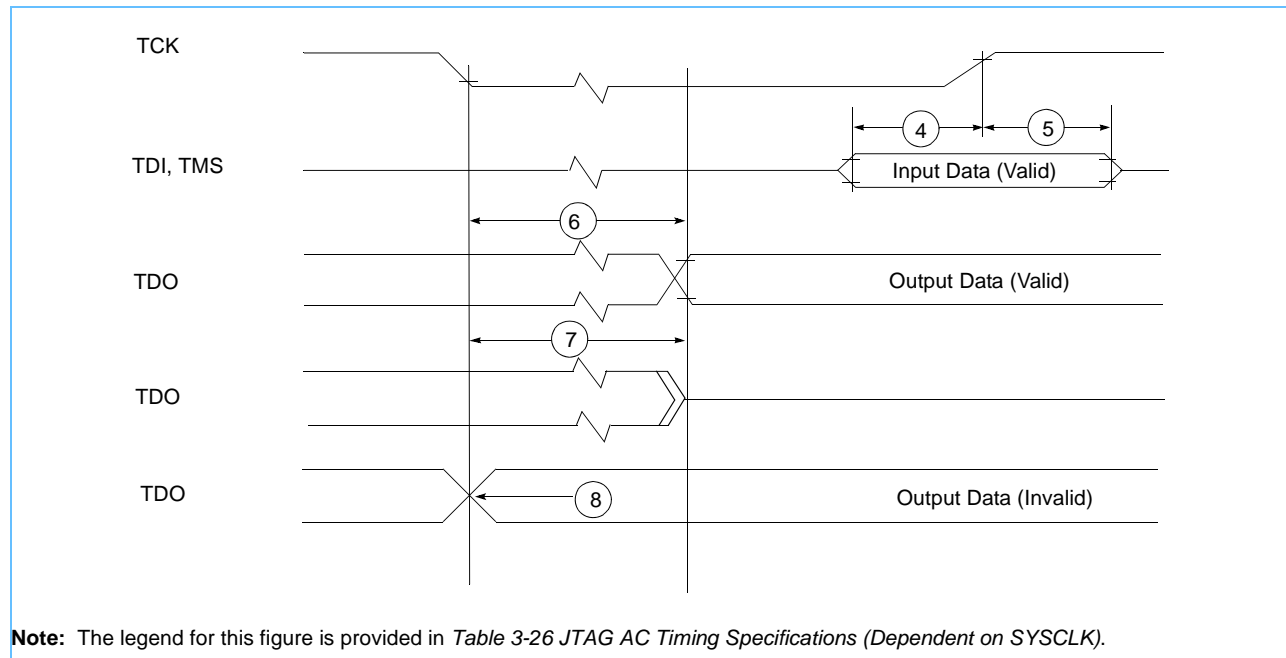 TCK
4
5
TDI, TMS
Input Data (Valid)
6
TDO
Output Data (Valid)
7
TDO
TDO
8
Output Data (Invalid)
Note: The legend for this figure is provided in Table 3-26 JTAG AC Timing Specifications (Dependent on SYSCLK).